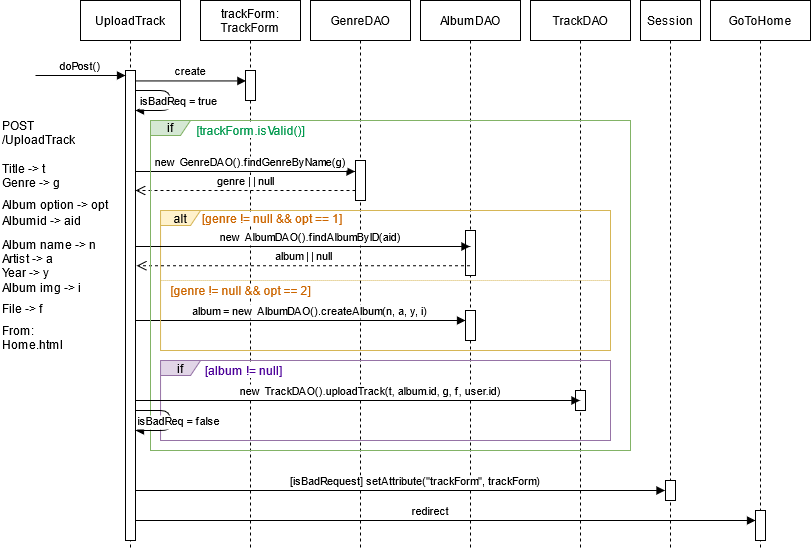 UploadTrack
trackForm:
TrackForm
GenreDAO
AlbumDAO
TrackDAO
Session
GoToHome
doPost()
create
isBadReq = true
POST
/UploadTrack
Title -> t
Genre -> g
Album option -> opt
Albumid -> aid
Album name -> n
Artist -> a
Year -> y
Album img -> i
File -> f
From:
Home.html
if
[trackForm.isValid()]
new GenreDAO().findGenreByName(g)
genre || null
alt
[genre != null && opt == 1]
new AlbumDAO().findAlbumByID(aid)
album || null
[genre != null && opt == 2]
album = new AlbumDAO().createAlbum(n, a, y, i)
if
[album != null]
new TrackDAO().uploadTrack(t, album.id, g, f, user.id)
isBadReq = false
[isBadRequest] setAttribute("trackForm", trackForm)
redirect